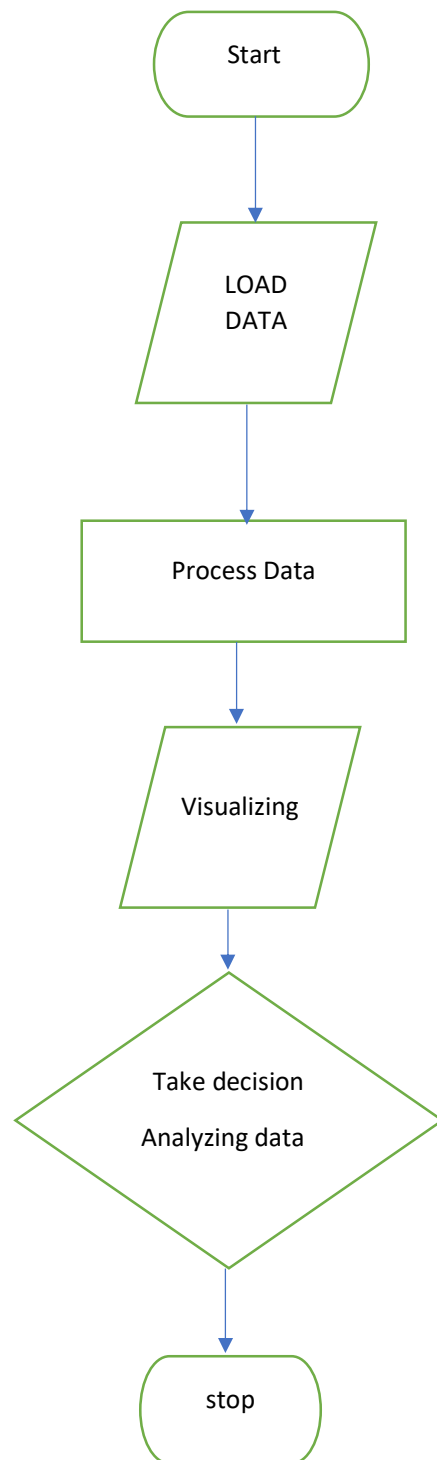 Start
LOAD
DATA
Process Data
Visualizing
Take decision
Analyzing data
stop